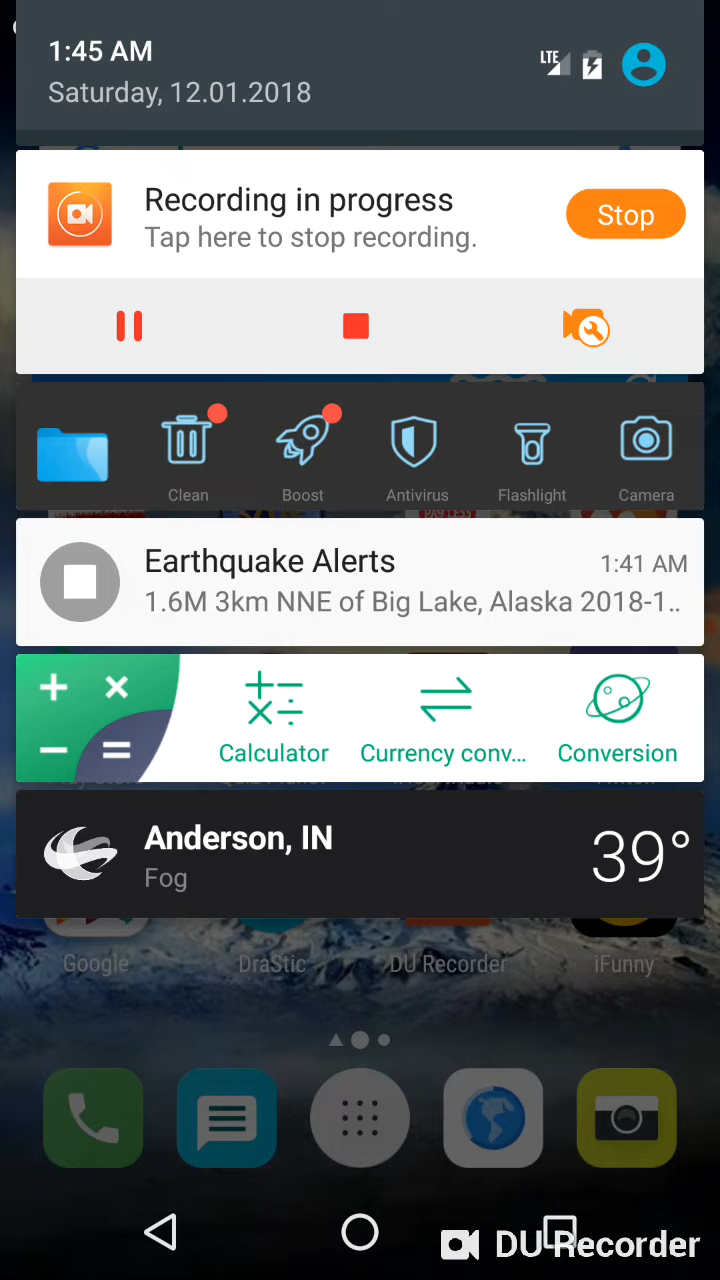 1:45 AM
LTE
Saturday, 12.01.2018
Recording in progress
Tap here to stop recording.
Stop
Clean
Boost
Antivirus
Flashlight
Camera
PAYLESS
Earthquake Alerts
1:41 AM
1.6M 3km NNE of Big Lake, Alaska 2018-1..
+ ×
− =
Calculator
Currency conv...
Conversion
Anderson, IN
Fog
39°
Google
DraStic
DU Recorder
iFunny
DU Recorder